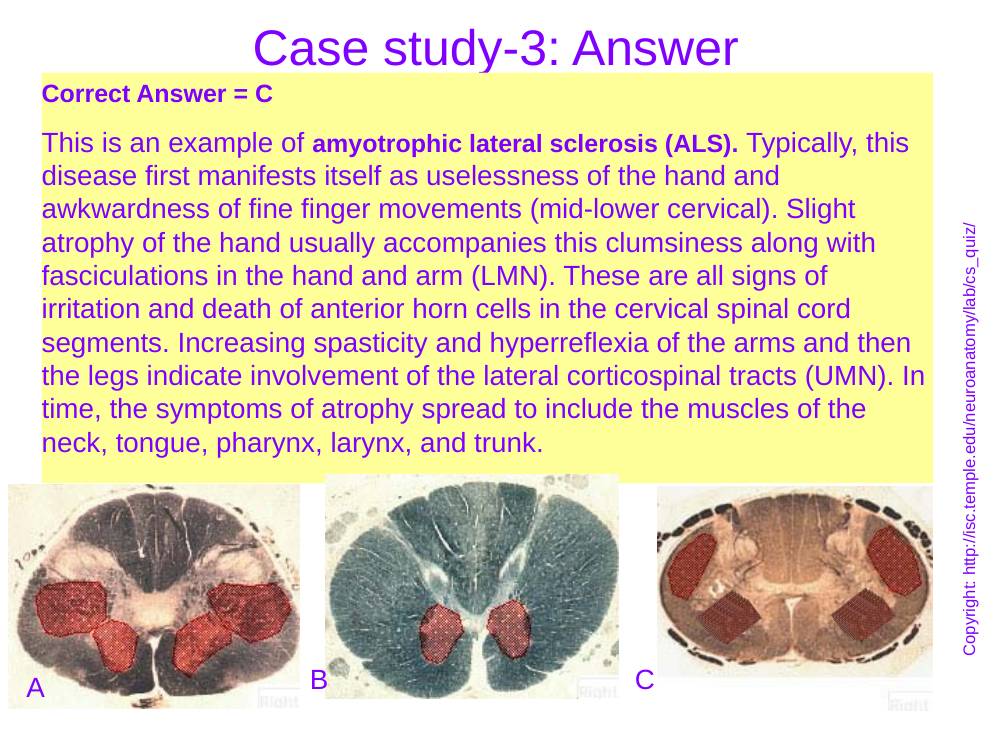 Case study-3: Answer
Correct Answer = C
This is an example of amyotrophic lateral sclerosis (ALS). Typically, this
disease first manifests itself as uselessness of the hand and
awkwardness of fine finger movements (mid-lower cervical). Slight
atrophy of the hand usually accompanies this clumsiness along with
fasciculations in the hand and arm (LMN). These are all signs of
irritation and death of anterior horn cells in the cervical spinal cord
segments. Increasing spasticity and hyperreflexia of the arms and then
the legs indicate involvement of the lateral corticospinal tracts (UMN). In
time, the symptoms of atrophy spread to include the muscles of the
neck, tongue, pharynx, larynx, and trunk.
Copyright: http://isc.temple.edu/neuroanatomy/lab/cs_quiz/
A
Right
B
Right
C
Right